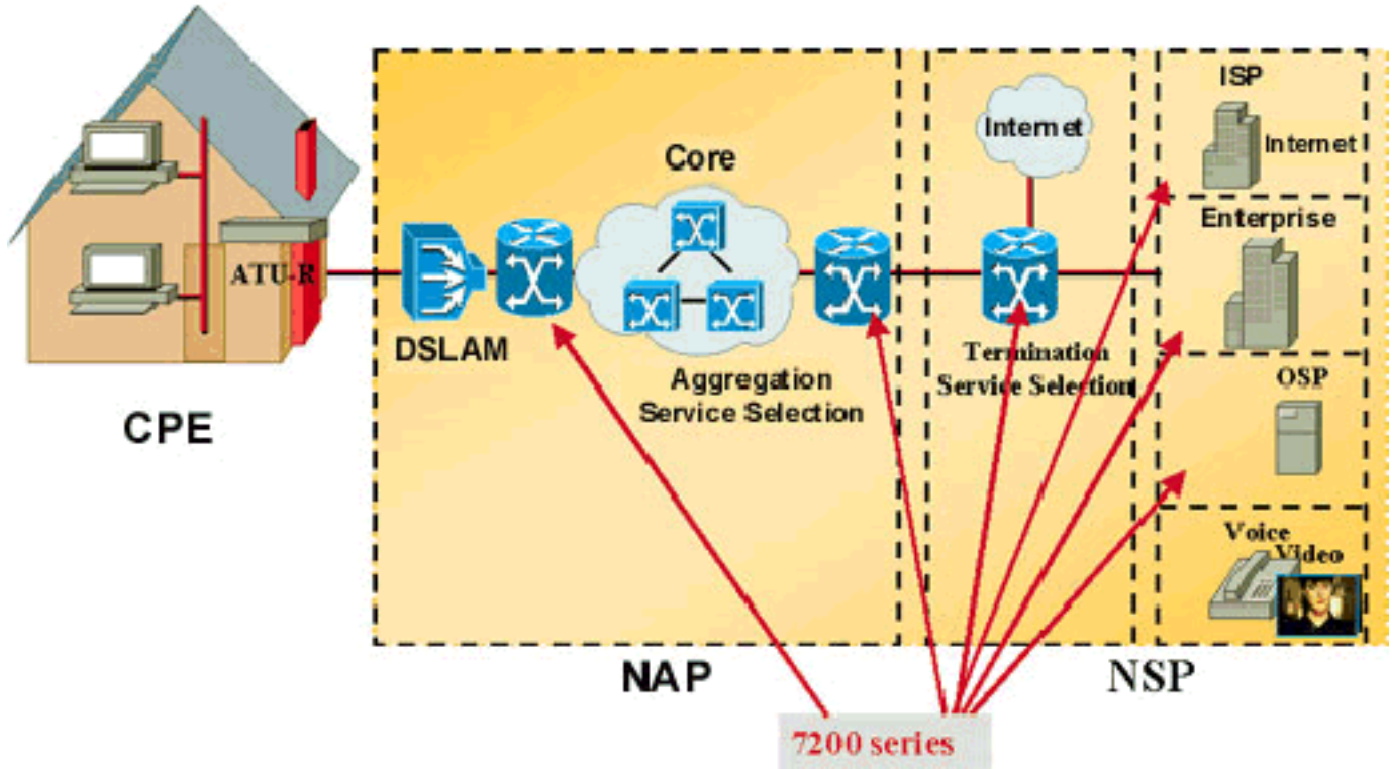 ATU-R
CPE
DSLAM
Core
Aggregation
Service Selection
NAP
Internet
Termination
Service Selection
ISP
Internet
Enterprise
OSP
Voice
Video
NSP
7200 series